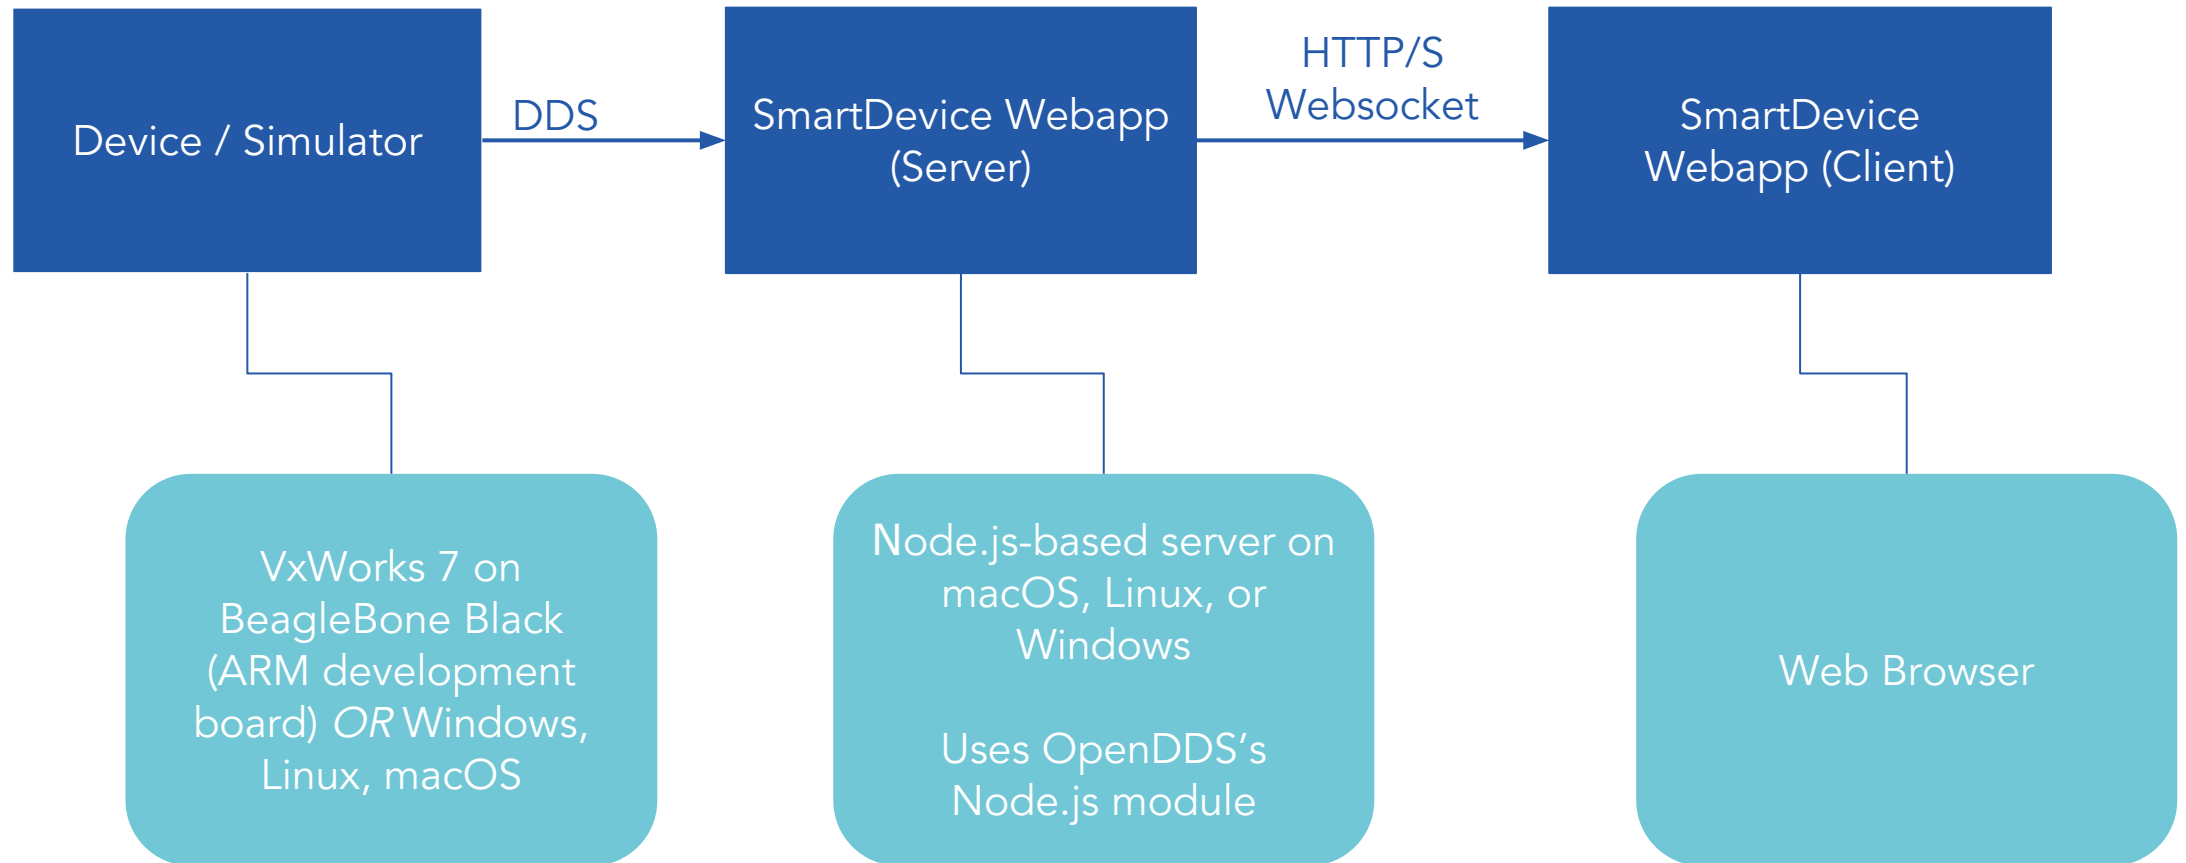 Device / Simulator
DDS
SmartDevice Webapp
(Server)
HTTP/S
Websocket
SmartDevice
Webapp (Client)
VxWorks 7 on
BeagleBone Black
(ARM development
board) OR Windows,
Linux, macOS
Node.js-based server on
macOS, Linux, or
Windows
Uses OpenDDS’s
Node.js module
Web Browser